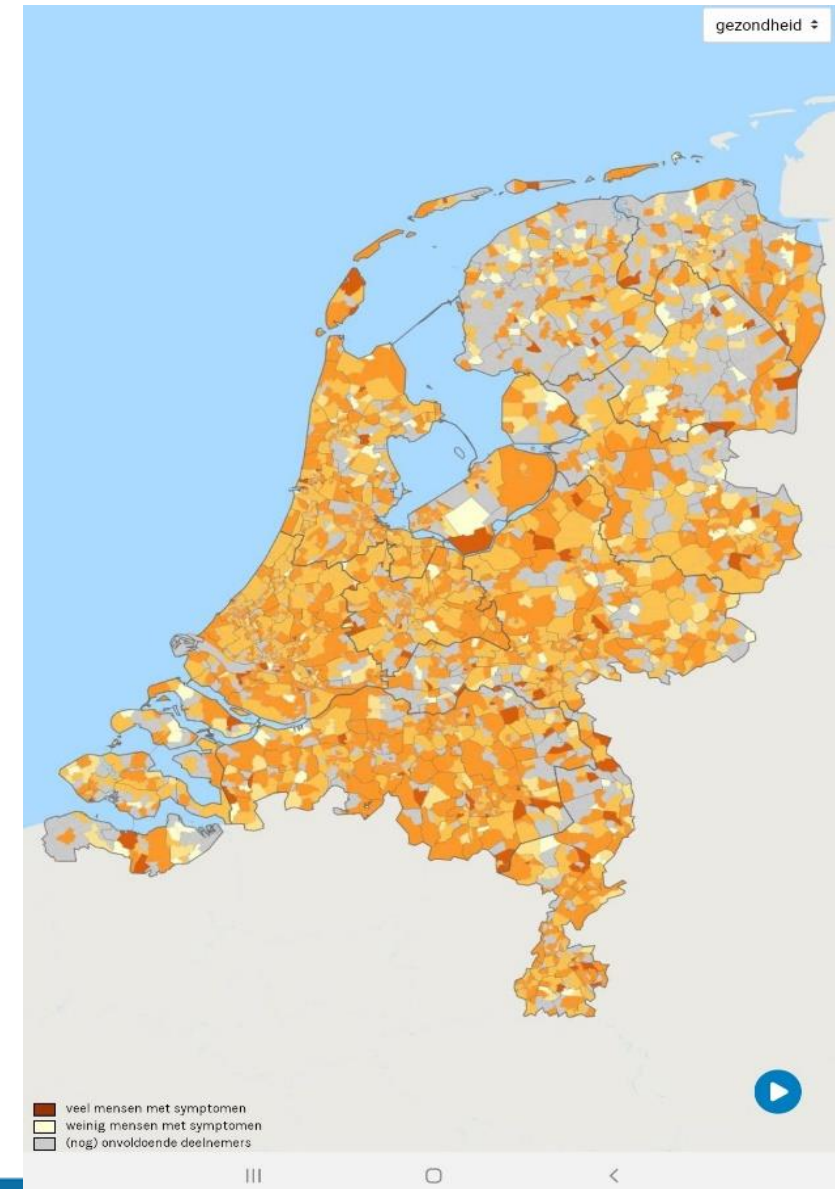 gezondheid
veel mensen met symptomen
weinig mensen met symptomen
(nog) onvoldoende deelnemers